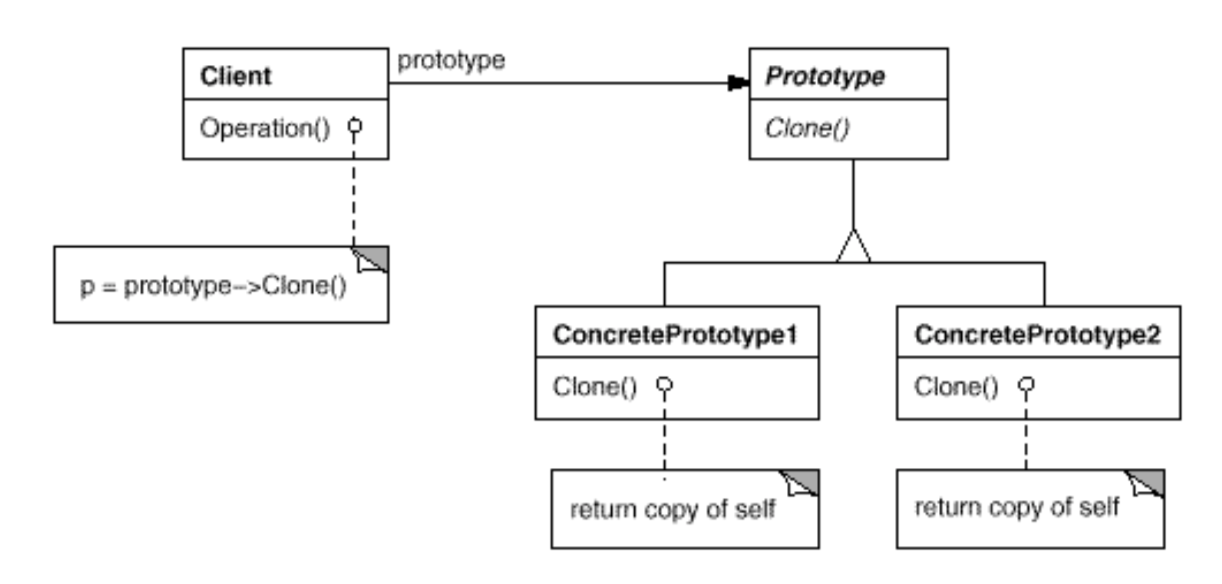 prototype
Client
Prototype
Operation()
Clone()
p = prototype–>Clone()
ConcretePrototype1
ConcretePrototype2
Clone()
Clone()
return copy of self
return copy of self